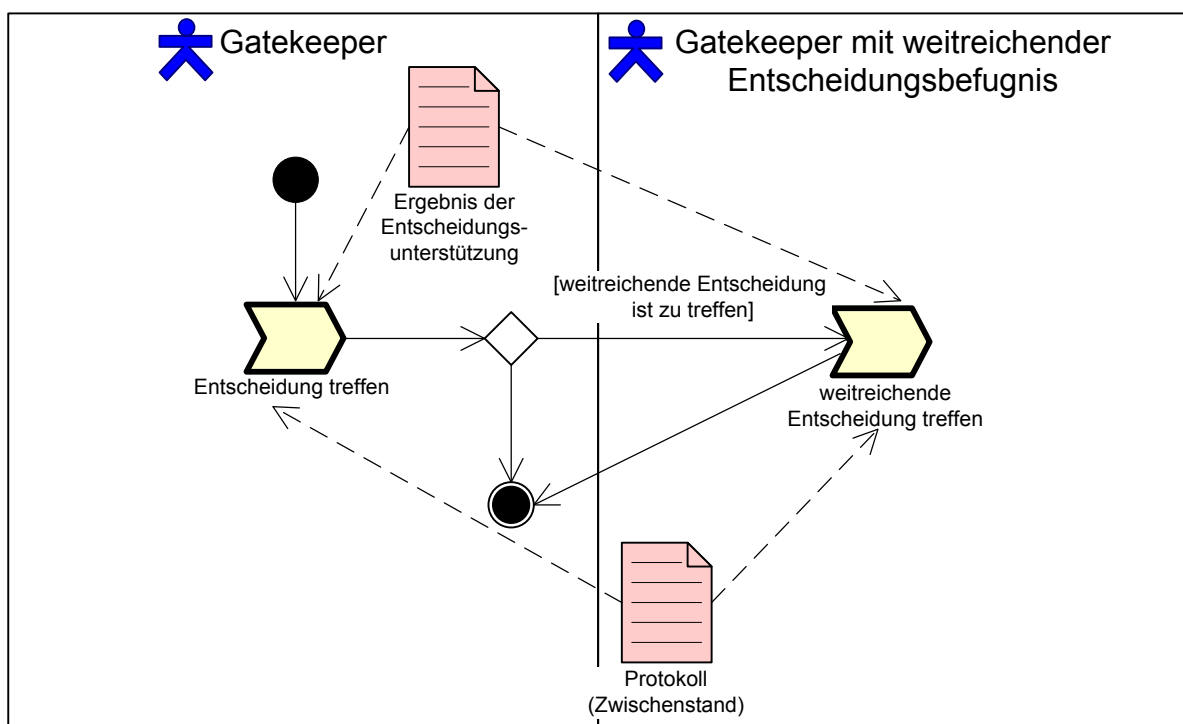 Gatekeeper
Gatekeeper mit weitreichender
Entscheidungsbefugnis
Ergebnis der
Entscheidungs-
unterstützung
[weitreichende Entscheidung
ist zu treffen]
Entscheidung treffen
weitreichende
Entscheidung treffen
Protokoll
(Zwischenstand)